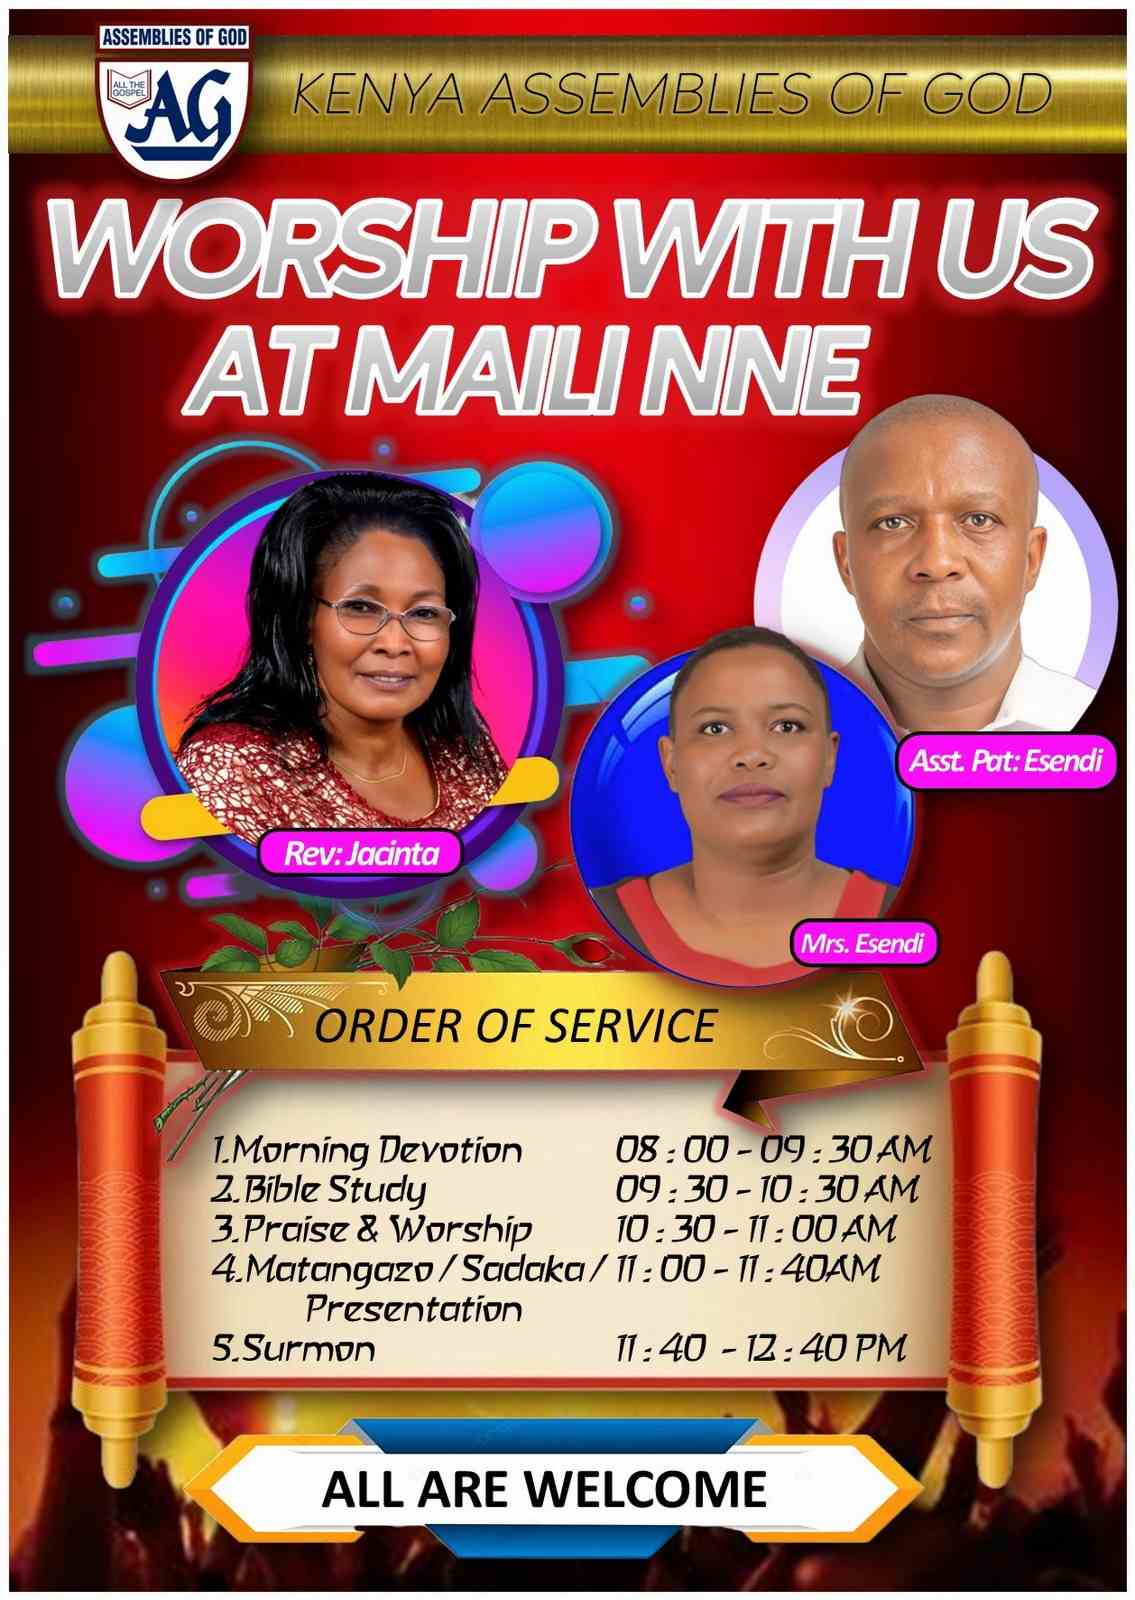 ASSEMBLIES OF GOD
ALL THE
GOSPEL
AG
KENYA ASSEMBLIES OF GOD
WORSHIP WITH US
AT MAILI NNE
Asst. Pat: Esendi
Rev: Jacinta
Mrs. Esendi
ORDER OF SERVICE
1.Morning Devotion 08 : 00 - 09 : 30 AM
2.Bible Study 09 : 30 - 10 : 30 AM
3.Praise & Worship 10 : 30 - 11 : 00 AM
4.Matangazo / Sadaka / 11 : 00 - 11 : 40AM
Presentation
5.Surmon 11 : 40 - 12 : 40 PM
ALL ARE WELCOME